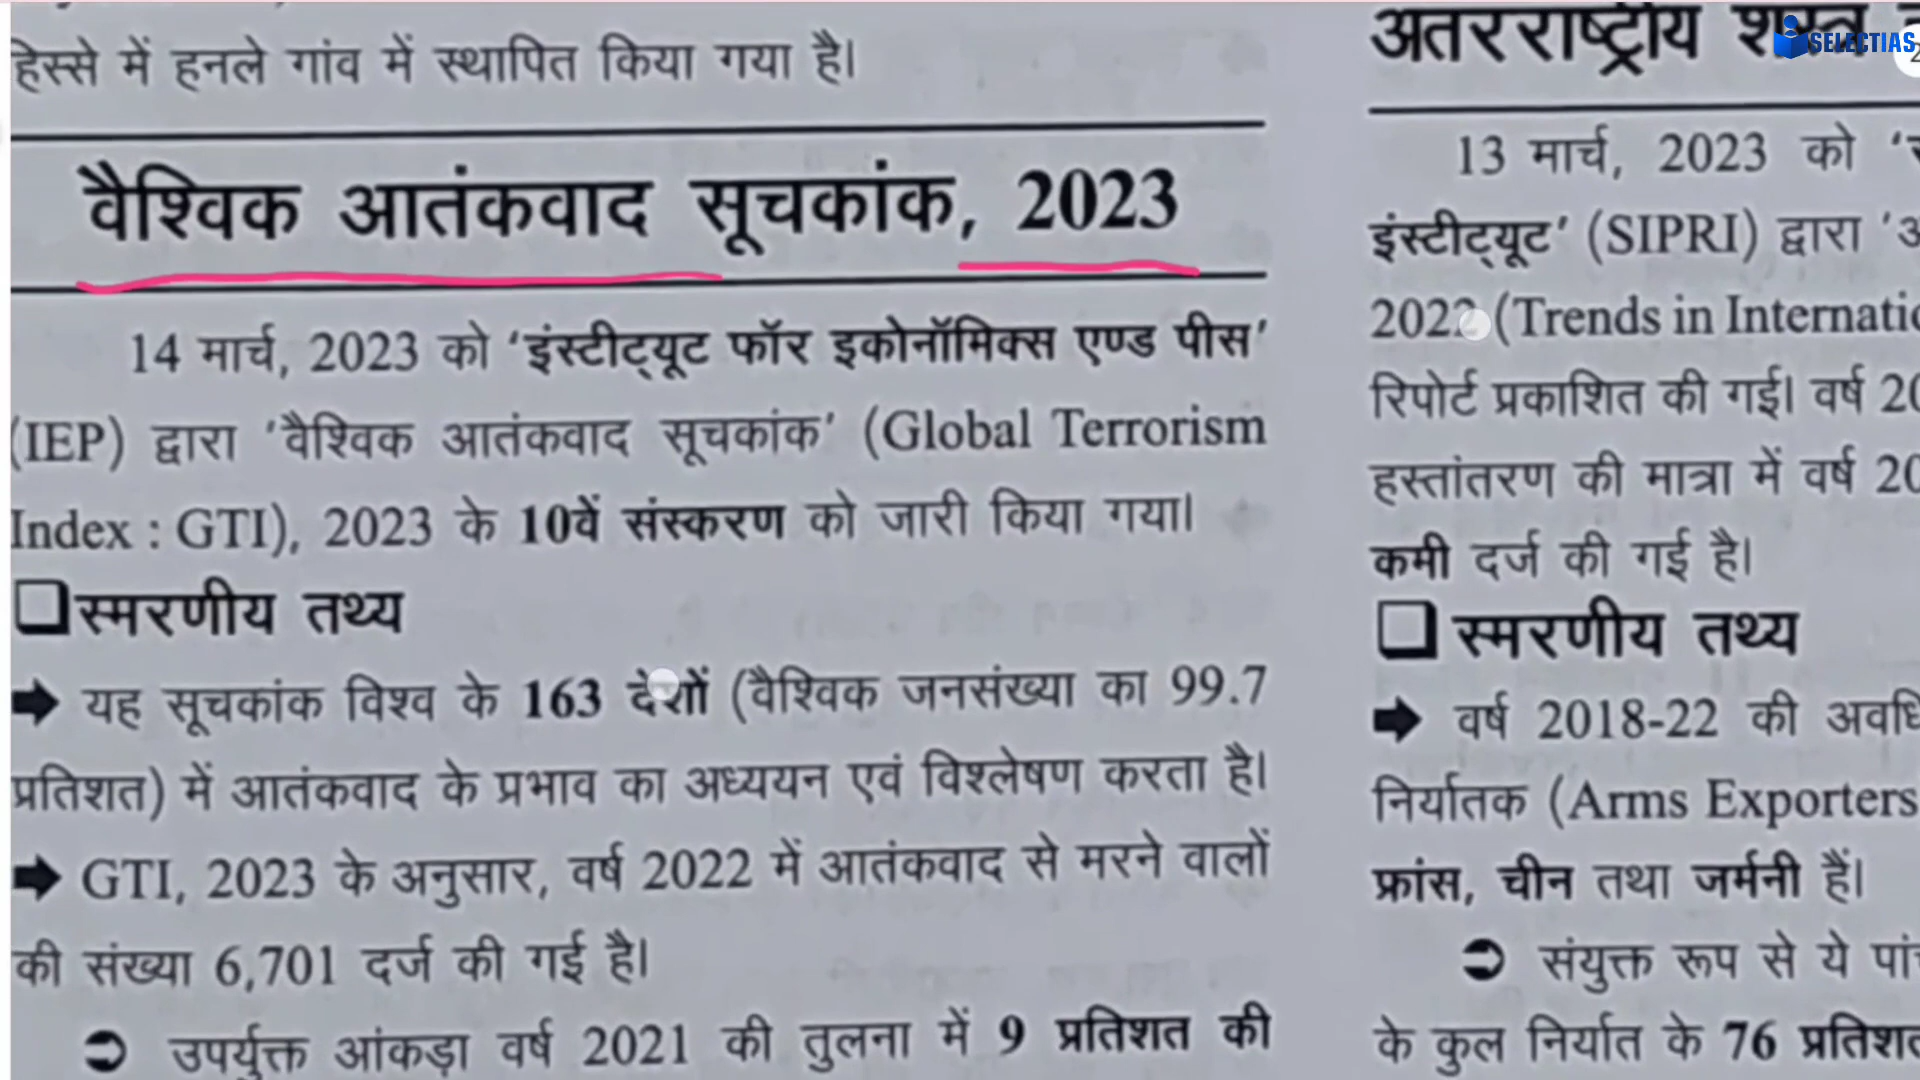 हिस्से में हनले गांव में स्थापित किया गया है।
वैश्विक आतंकवाद सूचकांक, 2023
14 मार्च, 2023 को ‘इंस्टीट्यूट फॉर इकोनॉमिक्स एण्ड पीस’
(IEP) द्वारा ‘वैश्विक आतंकवाद सूचकांक’ (Global Terrorism
Index : GTI), 2023 के 10वें संस्करण को जारी किया गया।
स्मरणीय तथ्य
यह सूचकांक विश्व के 163 देशों (वैश्विक जनसंख्या का 99.7
प्रतिशत) में आतंकवाद के प्रभाव का अध्ययन एवं विश्लेषण करता है।
GTI, 2023 के अनुसार, वर्ष 2022 में आतंकवाद से मरने वालों
की संख्या 6,701 दर्ज की गई है।
उपर्युक्त आंकड़ा वर्ष 2021 की तुलना में 9 प्रतिशत की
SELECTIAS
13 मार्च, 2023 को
इंस्टीट्यूट’ (SIPRI) द्वारा
2022 (Trends in
रिपोर्ट प्रकाशित की गई। वर्ष
हस्तांतरण की मात्रा में वर्ष
कमी दर्ज की गई है।
स्मरणीय तथ्य
वर्ष 2018-22 की
निर्यातक (Arms Exporters
फ्रांस, चीन तथा जर्मनी हैं।
संयुक्त रूप से ये
के कुल निर्यात के 76